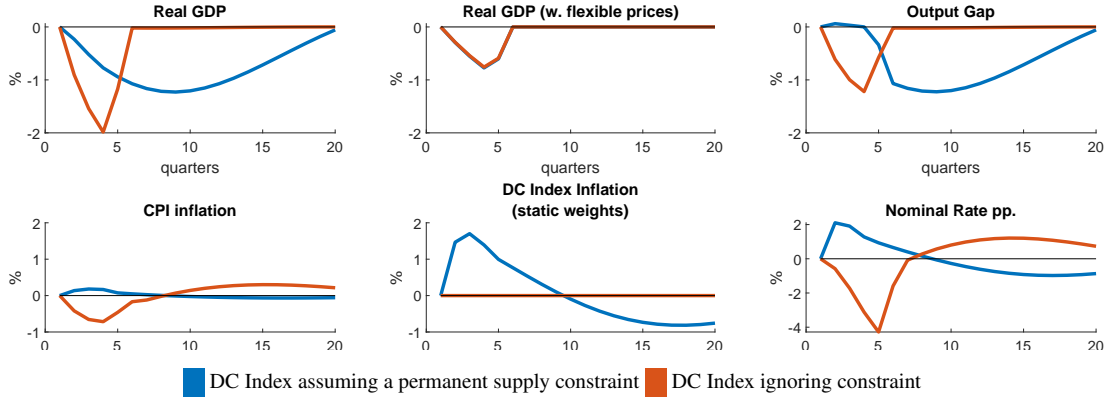 Real GDP
%
0
-1
-2
0 5 10 15 20
quarters
Real GDP (w. flexible prices)
0
-1
-2
0 5 10 15 20
quarters
Output Gap
%
0
-1
-2
0 5 10 15 20
quarters
CPI inflation
%
2
1
0
-1
0 5 10 15 20
DC Index Inflation
(static weights)
%
2
1
0
-1
0 5 10 15 20
Nominal Rate pp.
%
2
0
-2
-4
0 5 10 15 20
DC Index assuming a permanent supply constraint
DC Index ignoring constraint